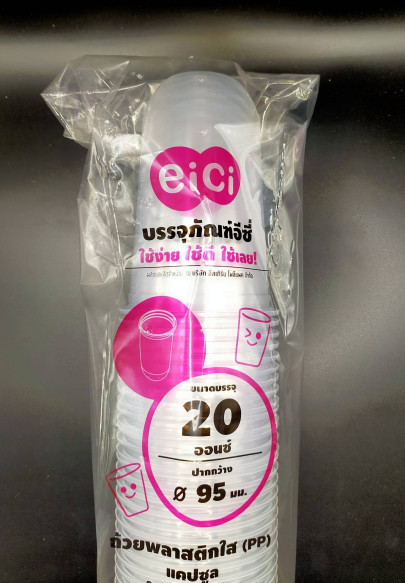 eici
บรรจุภัณฑ์อีซี่
ใช้ง่าย ใช้ดี ใช้เลย!
ขนาดบรรจุ
20
ออนซ์
ปากกว้าง
Ø 95 มม.
ถ้วยพลาสติกใส (PP)
แคปซูล